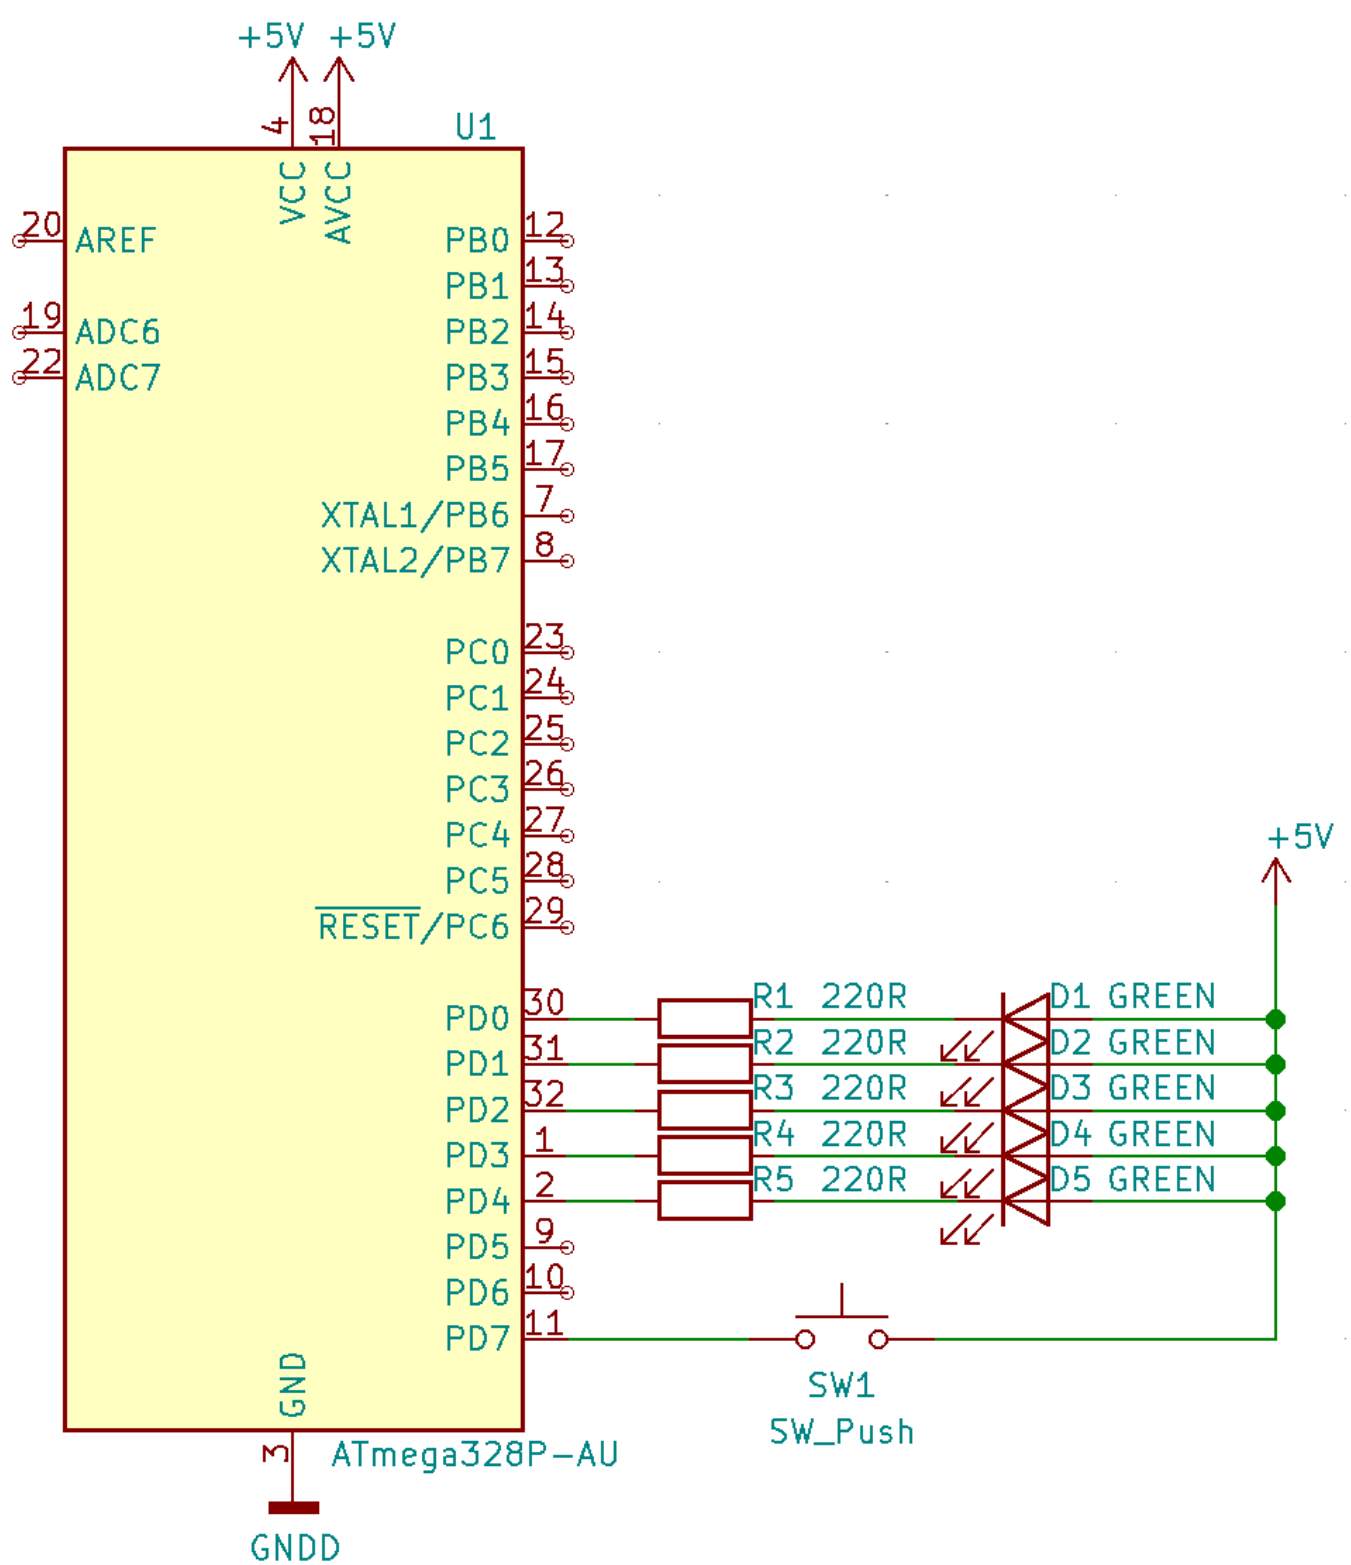 +5V +5V
4 18
U1
VCC AVCC
20 AREF
19 ADC6
22 ADC7
PB0 12
PB1 13
PB2 14
PB3 15
PB4 16
PB5 17
XTAL1/PB6 7
XTAL2/PB7 8
PC0 23
PC1 24
PC2 25
PC3 26
PC4 27
PC5 28
RESET/PC6 29
+5V
PD0 30 R1 220R D1 GREEN
PD1 31 R2 220R D2 GREEN
PD2 32 R3 220R D3 GREEN
PD3 1 R4 220R D4 GREEN
PD4 2 R5 220R D5 GREEN
PD5 9
PD6 10
PD7 11
SW1
SW_Push
GND
3
ATmega328P-AU
GNDD